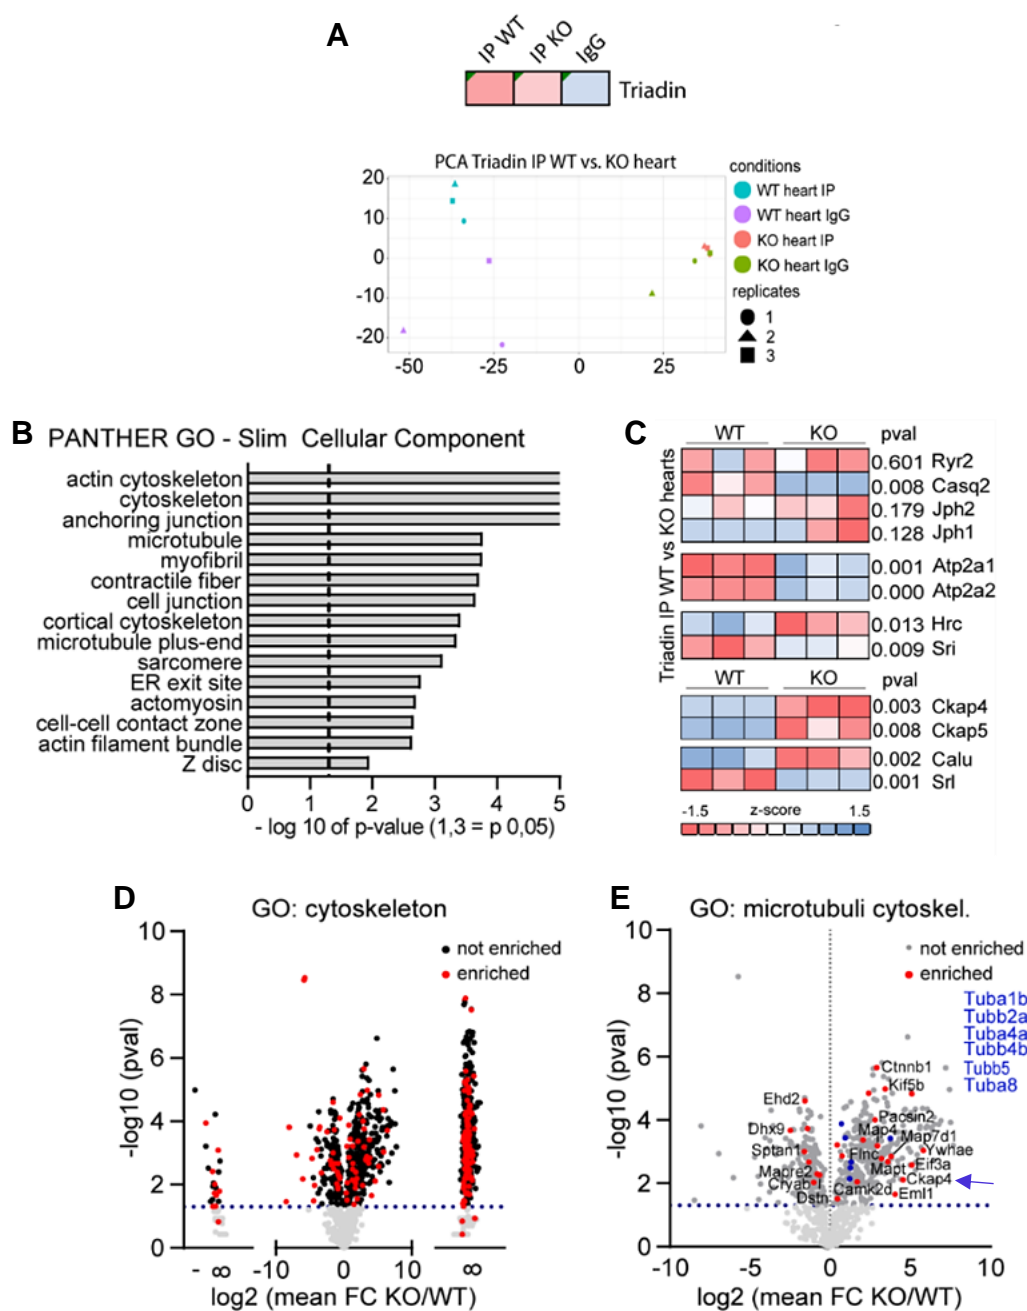 A
IP WT IP KO IgG
Triadin
PCA Triadin IP WT vs. KO heart
20
10
0
-10
-20
-50 -25 0 25
conditions
WT heart IP
WT heart IgG
KO heart IP
KO heart IgG
replicates
1
2
3
B
PANTHER GO - Slim Cellular Component
actin cytoskeleton
cytoskeleton
anchoring junction
microtubule
myofibril
contractile fiber
cell junction
cortical cytoskeleton
microtubule plus-end
sarcomere
ER exit site
actomyosin
cell-cell contact zone
actin filament bundle
Z disc
0 1 2 3 4 5
- log 10 of p-value (1,3 = p 0,05)
C
Triadin IP WT vs KO hearts
WT KO pval
0.601 Ryr2
0.008 Casq2
0.179 Jph2
0.128 Jph1
0.001 Atp2a1
0.000 Atp2a2
0.013 Hrc
0.009 Sri
WT KO pval
0.003 Ckap4
0.008 Ckap5
0.002 Calu
0.001 Srl
-1.5 z-score 1.5
D
GO: cytoskeleton
not enriched
enriched
10
8
6
4
2
0
-log10 (pval)
- ∞ -10 0 10 ∞
log2 (mean FC KO/WT)
E
GO: microtubuli cytoskel.
not enriched
enriched
Tuba1b
Tubb2a
Tuba4a
Tubb4b
Tubb5
Tuba8
10
8
6
4
2
0
-log10 (pval)
Ctnnb1
Kif5b
Ehd2
Pacsin2
Dhx9
Map4
Map7d1
Sptan1
Flnc
Ywhae
Mapre2
Mapt
Eif3a
Cryab
Ckap4
Dstn
Camk2d
Eml1
-10 -5 0 5 10
log2 (mean FC KO/WT)